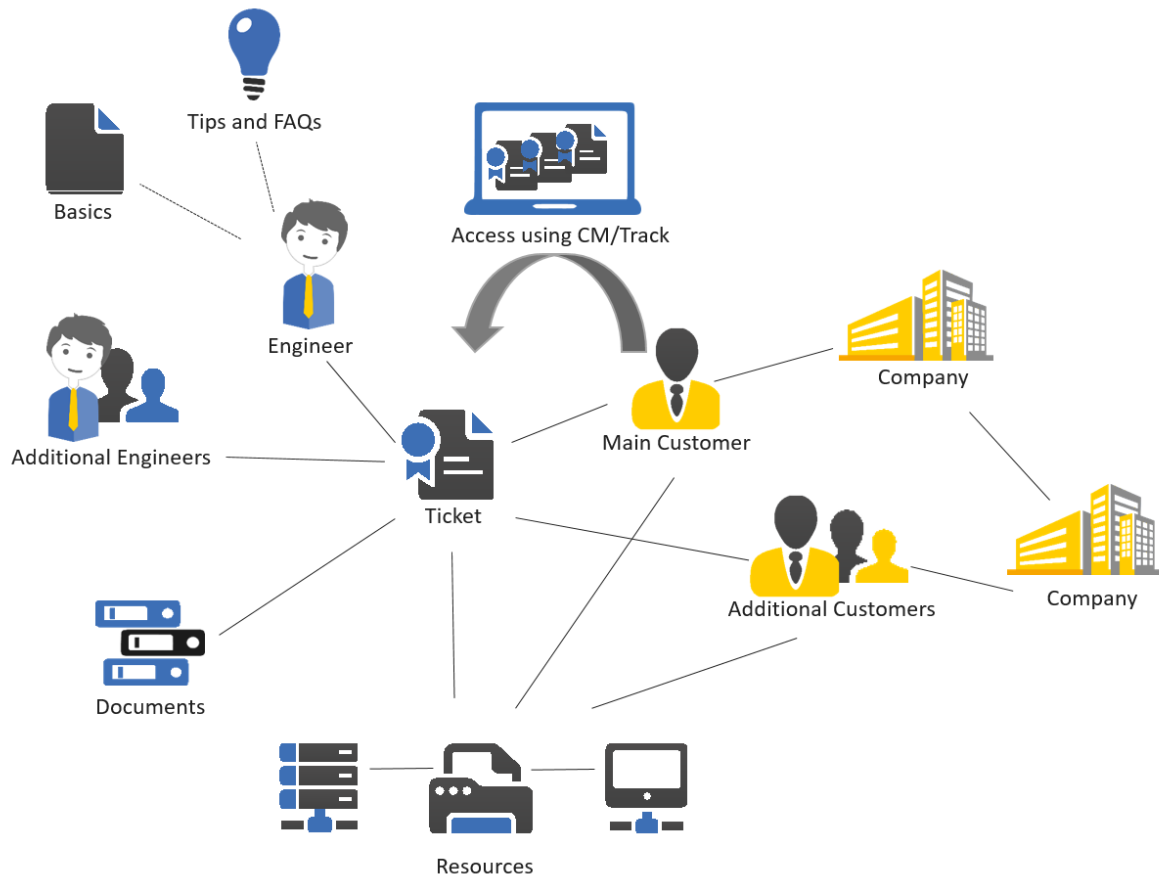 Tips and FAQs
Basics
Access using CM/Track
Engineer
Company
Main Customer
Additional Engineers
Ticket
Company
Additional Customers
Documents
Resources